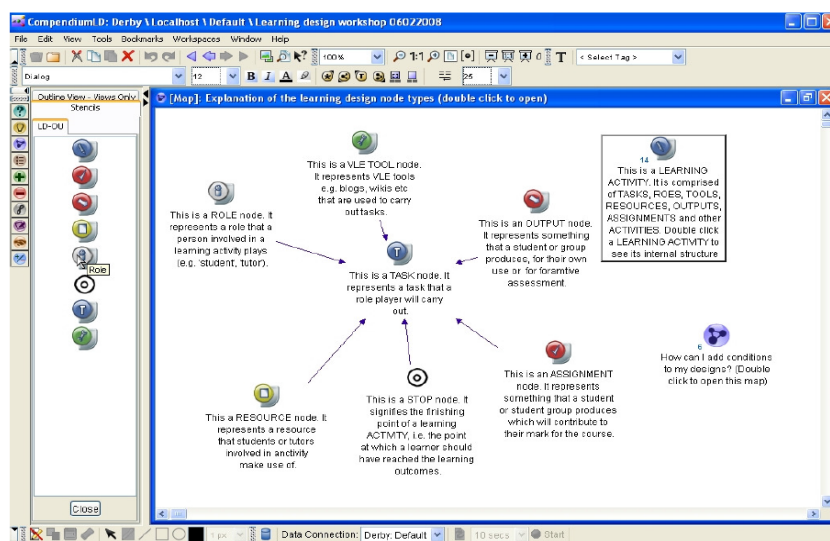 CompendiumLD: Derby \ Localhost \ Default \ Learning design workshop 06022008
File Edit View Tools Bookmarks Workspaces Window Help
100%
1:1
T
< Select Tag >
Dialog
12
B I A
25
Outline View - Views Only
Stencils
LD-OU
Role
Close
[Map]: Explanation of the learning design node types (double click to open)
This is a VLE TOOL node.
It represents VLE tools
e.g. blogs, wikis etc
that are used to carry
out tasks.
14
This is a LEARNING
ACTIVITY. It is comprised
of TASKS, ROES, TOOLS,
RESOURCES, OUTPUTS,
ASSIGNMENTS and other
ACTIVITIES. Double click
a LEARNING ACTIVITY to
see its internal structure
This is a ROLE node. It
represents a role that a
person involved in a
learning activity plays
(e.g. 'student', 'tutor').
This is an OUTPUT node.
It represents something
that a student or group
produces, for their own
use or for foramtive
assessment.
T
This is a TASK node. It
represents a task that a
role player will carry
out.
6
How can I add conditions
to my designs? (Double
click to open this map)
This is an ASSIGNMENT
node. It represents
something that a student
or student group produces
which will contribute to
their mark for the course.
This is a STOP node. It
signifies the finishing
point of a learning
ACTIVITY, i.e. the point
at which a learner should
have reached the learning
outcomes.
This a RESOURCE node. It
represents a resource
that students or tutors
involved in anctivity
make use of.
1 px
Data Connection: Derby: Default
10 secs
Start